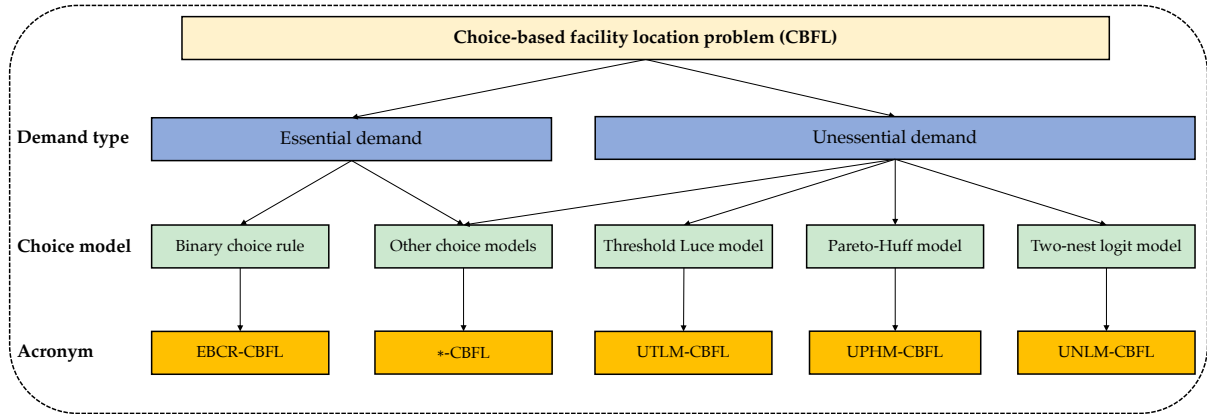 Choice-based facility location problem (CBFL)
Demand type
Essential demand
Unessential demand
Choice model
Binary choice rule
Other choice models
Threshold Luce model
Pareto-Huff model
Two-nest logit model
Acronym
EBCR-CBFL
*-CBFL
UTLM-CBFL
UPHM-CBFL
UNLM-CBFL